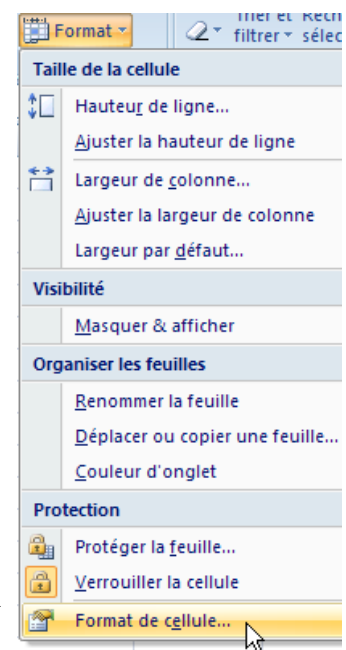 Format
Trier et Rech
filtrer sélec
Taille de la cellule
Hauteur de ligne...
Ajuster la hauteur de ligne
Largeur de colonne...
Ajuster la largeur de colonne
Largeur par défaut...
Visibilité
Masquer & afficher
Organiser les feuilles
Renommer la feuille
Déplacer ou copier une feuille...
Couleur d'onglet
Protection
Protéger la feuille...
Verrouiller la cellule
Format de cellule...